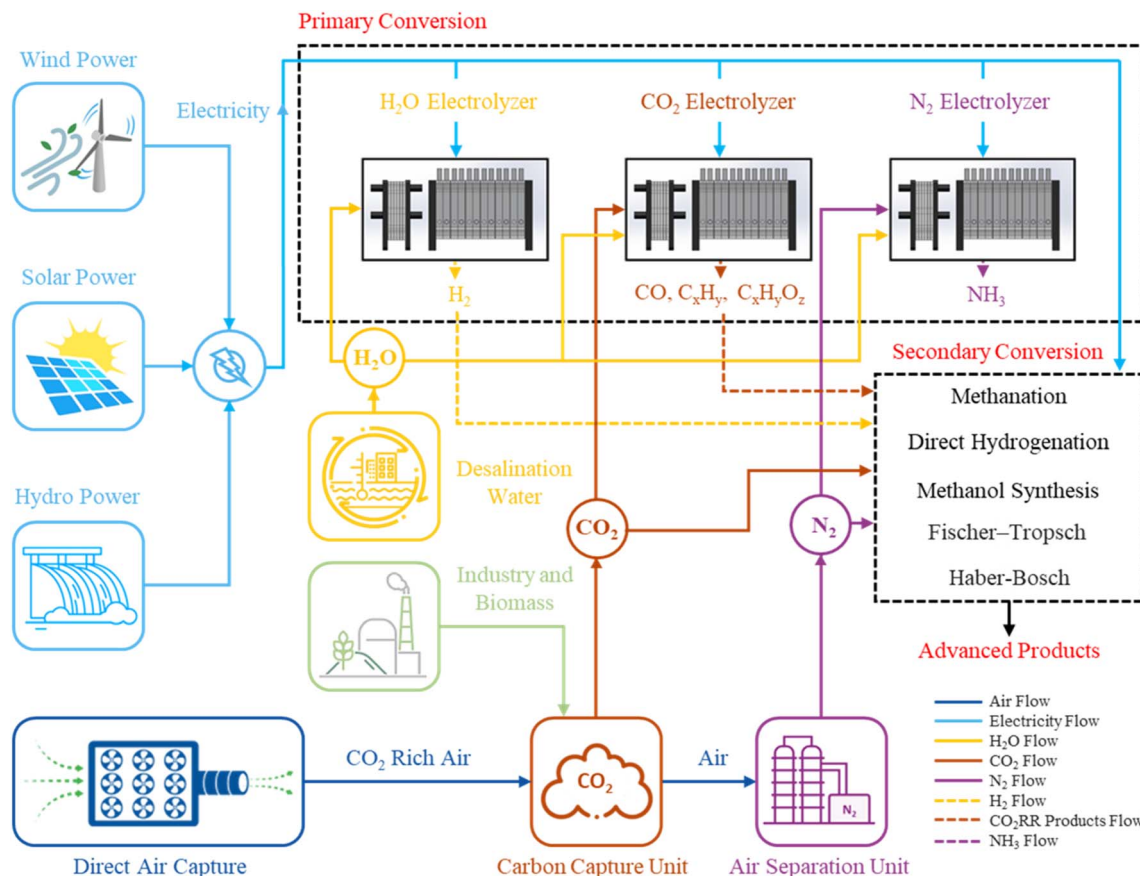 Primary Conversion
Wind Power
Electricity
H₂O Electrolyzer
CO₂ Electrolyzer
N₂ Electrolyzer
Solar Power
H₂
CO, CₓHᵧ, CₓHᵧO_z
NH₃
H₂O
Secondary Conversion
Methanation
Direct Hydrogenation
Methanol Synthesis
Fischer–Tropsch
Haber-Bosch
Desalination
Water
Hydro Power
CO₂
N₂
Industry and
Biomass
Advanced Products
Air Flow
Electricity Flow
H₂O Flow
CO₂ Flow
N₂ Flow
H₂ Flow
CO₂RR Products Flow
NH₃ Flow
CO₂ Rich Air
CO₂
Air
N₂
Direct Air Capture
Carbon Capture Unit
Air Separation Unit